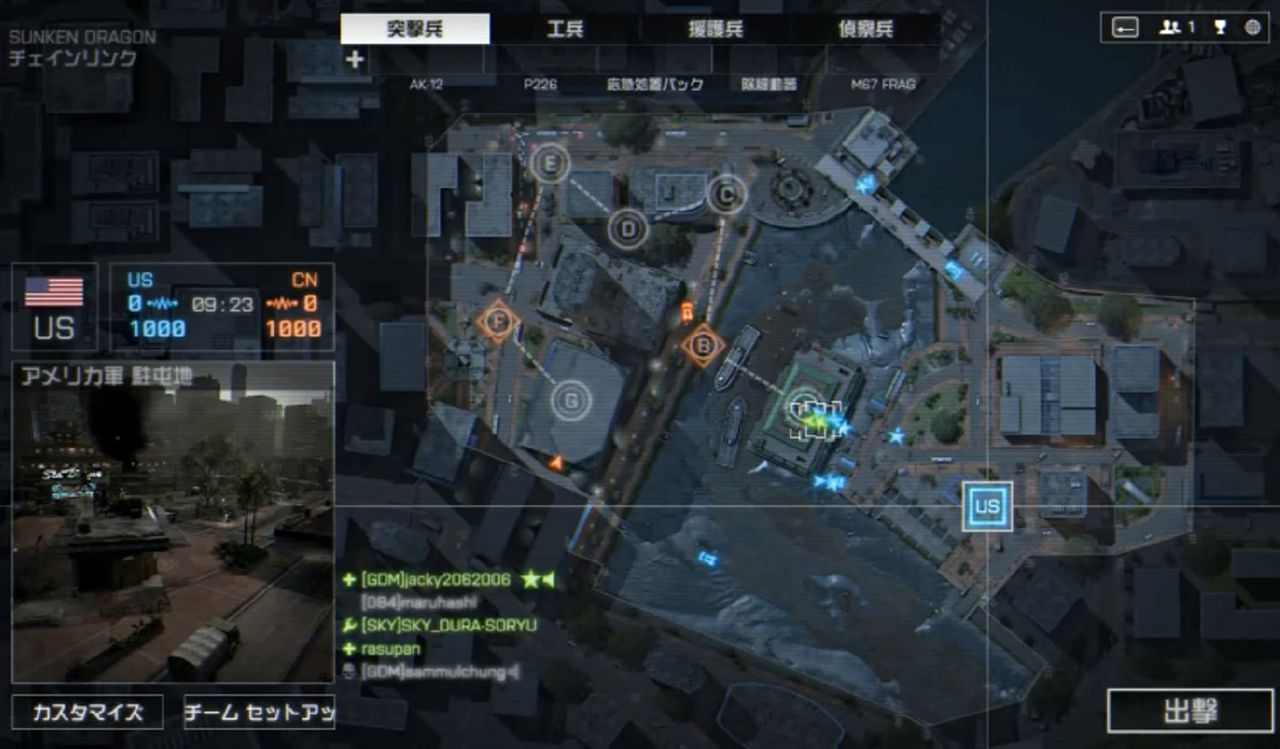 SUNKEN DRAGON
チェインリンク
突撃兵
工兵
援護兵
偵察兵
1
AK-12
P226
応急処置パック
除細動器
M67 FRAG
E
C
D
F
B
G
US
US
0
1000
09:23
CN
0
1000
アメリカ軍 駐屯地
US
[GDM]jacky2062006
[084]maruhashi
[SKY]SKY_DURA-SORYU
rasupan
[GDM]sammulchung
カスタマイズ
チーム セットアッ
出撃